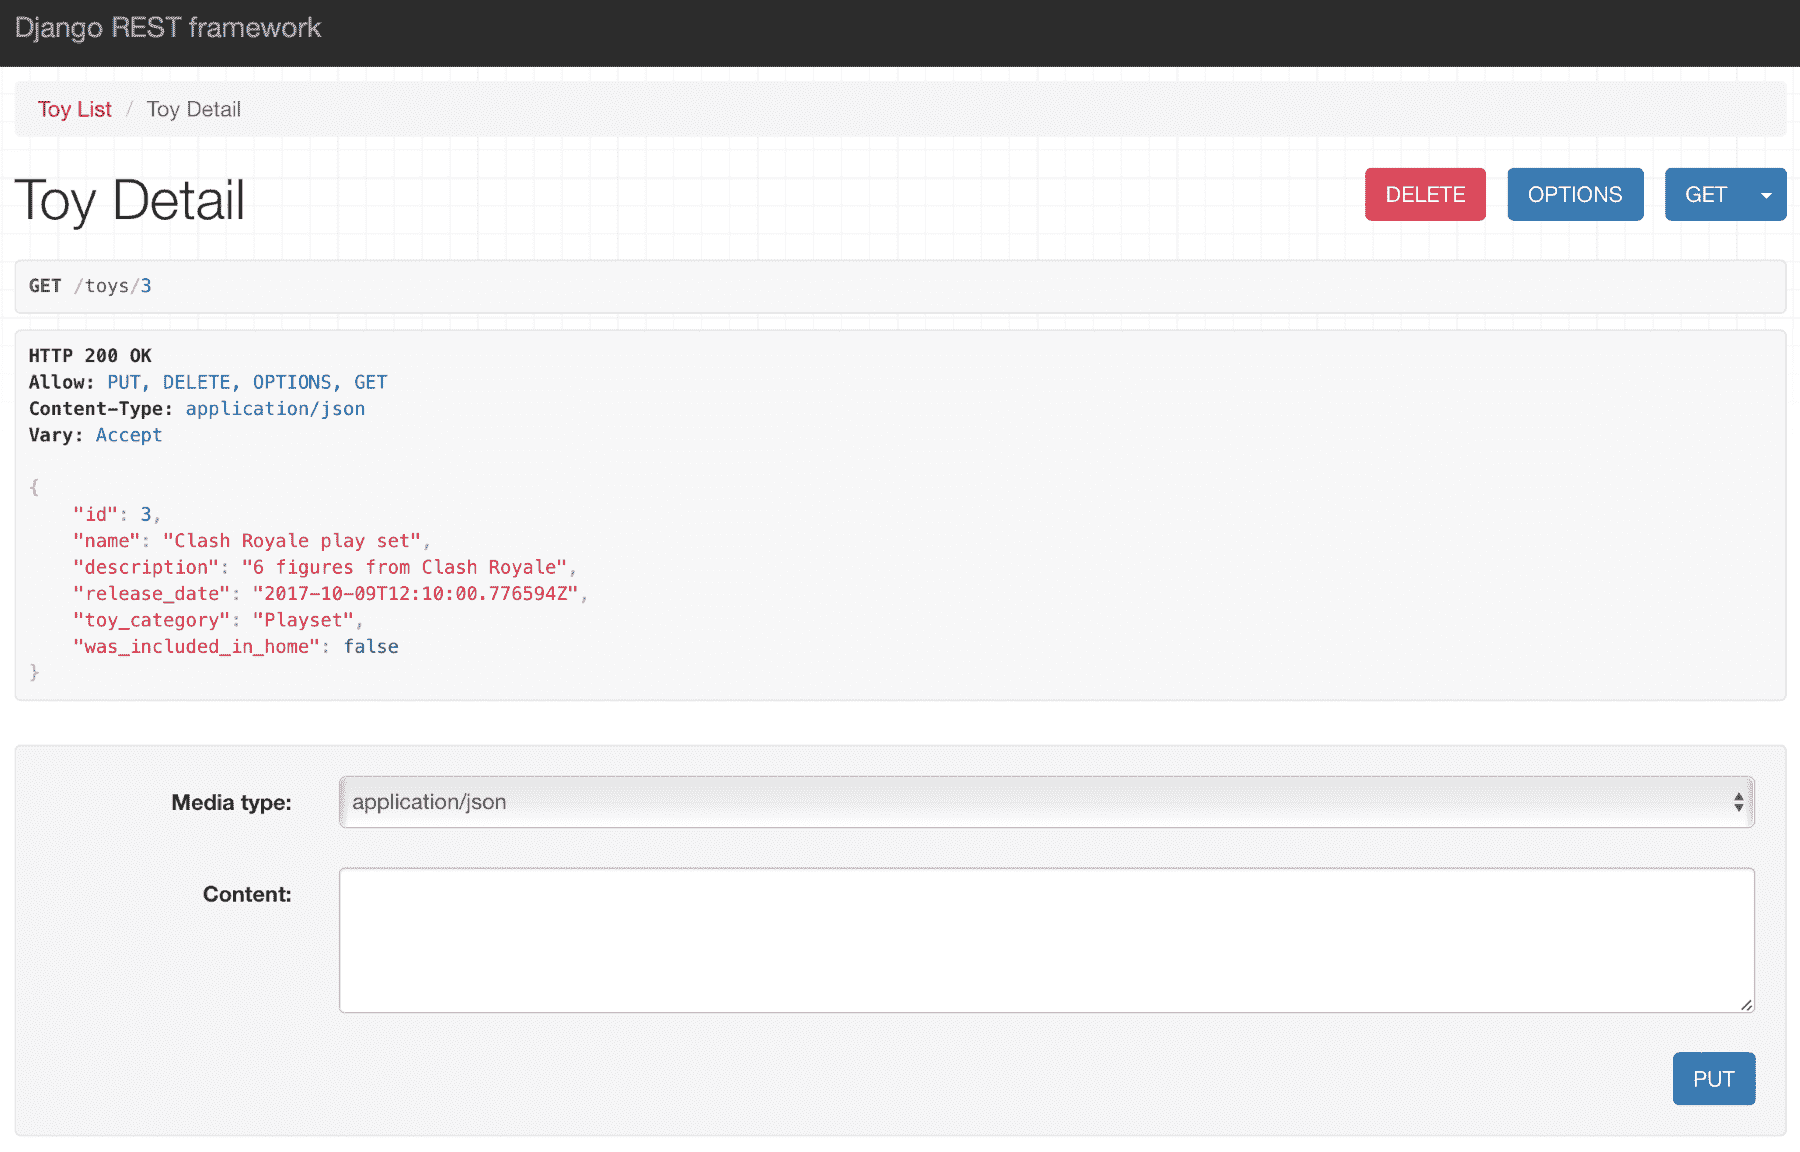 Django REST framework
Toy List / Toy Detail
Toy Detail
DELETE OPTIONS GET
GET /toys/3
HTTP 200 OK
Allow: PUT, DELETE, OPTIONS, GET
Content-Type: application/json
Vary: Accept
{
    "id": 3,
    "name": "Clash Royale play set",
    "description": "6 figures from Clash Royale",
    "release_date": "2017-10-09T12:10:00.776594Z",
    "toy_category": "Playset",
    "was_included_in_home": false
}
Media type: application/json
Content:
PUT